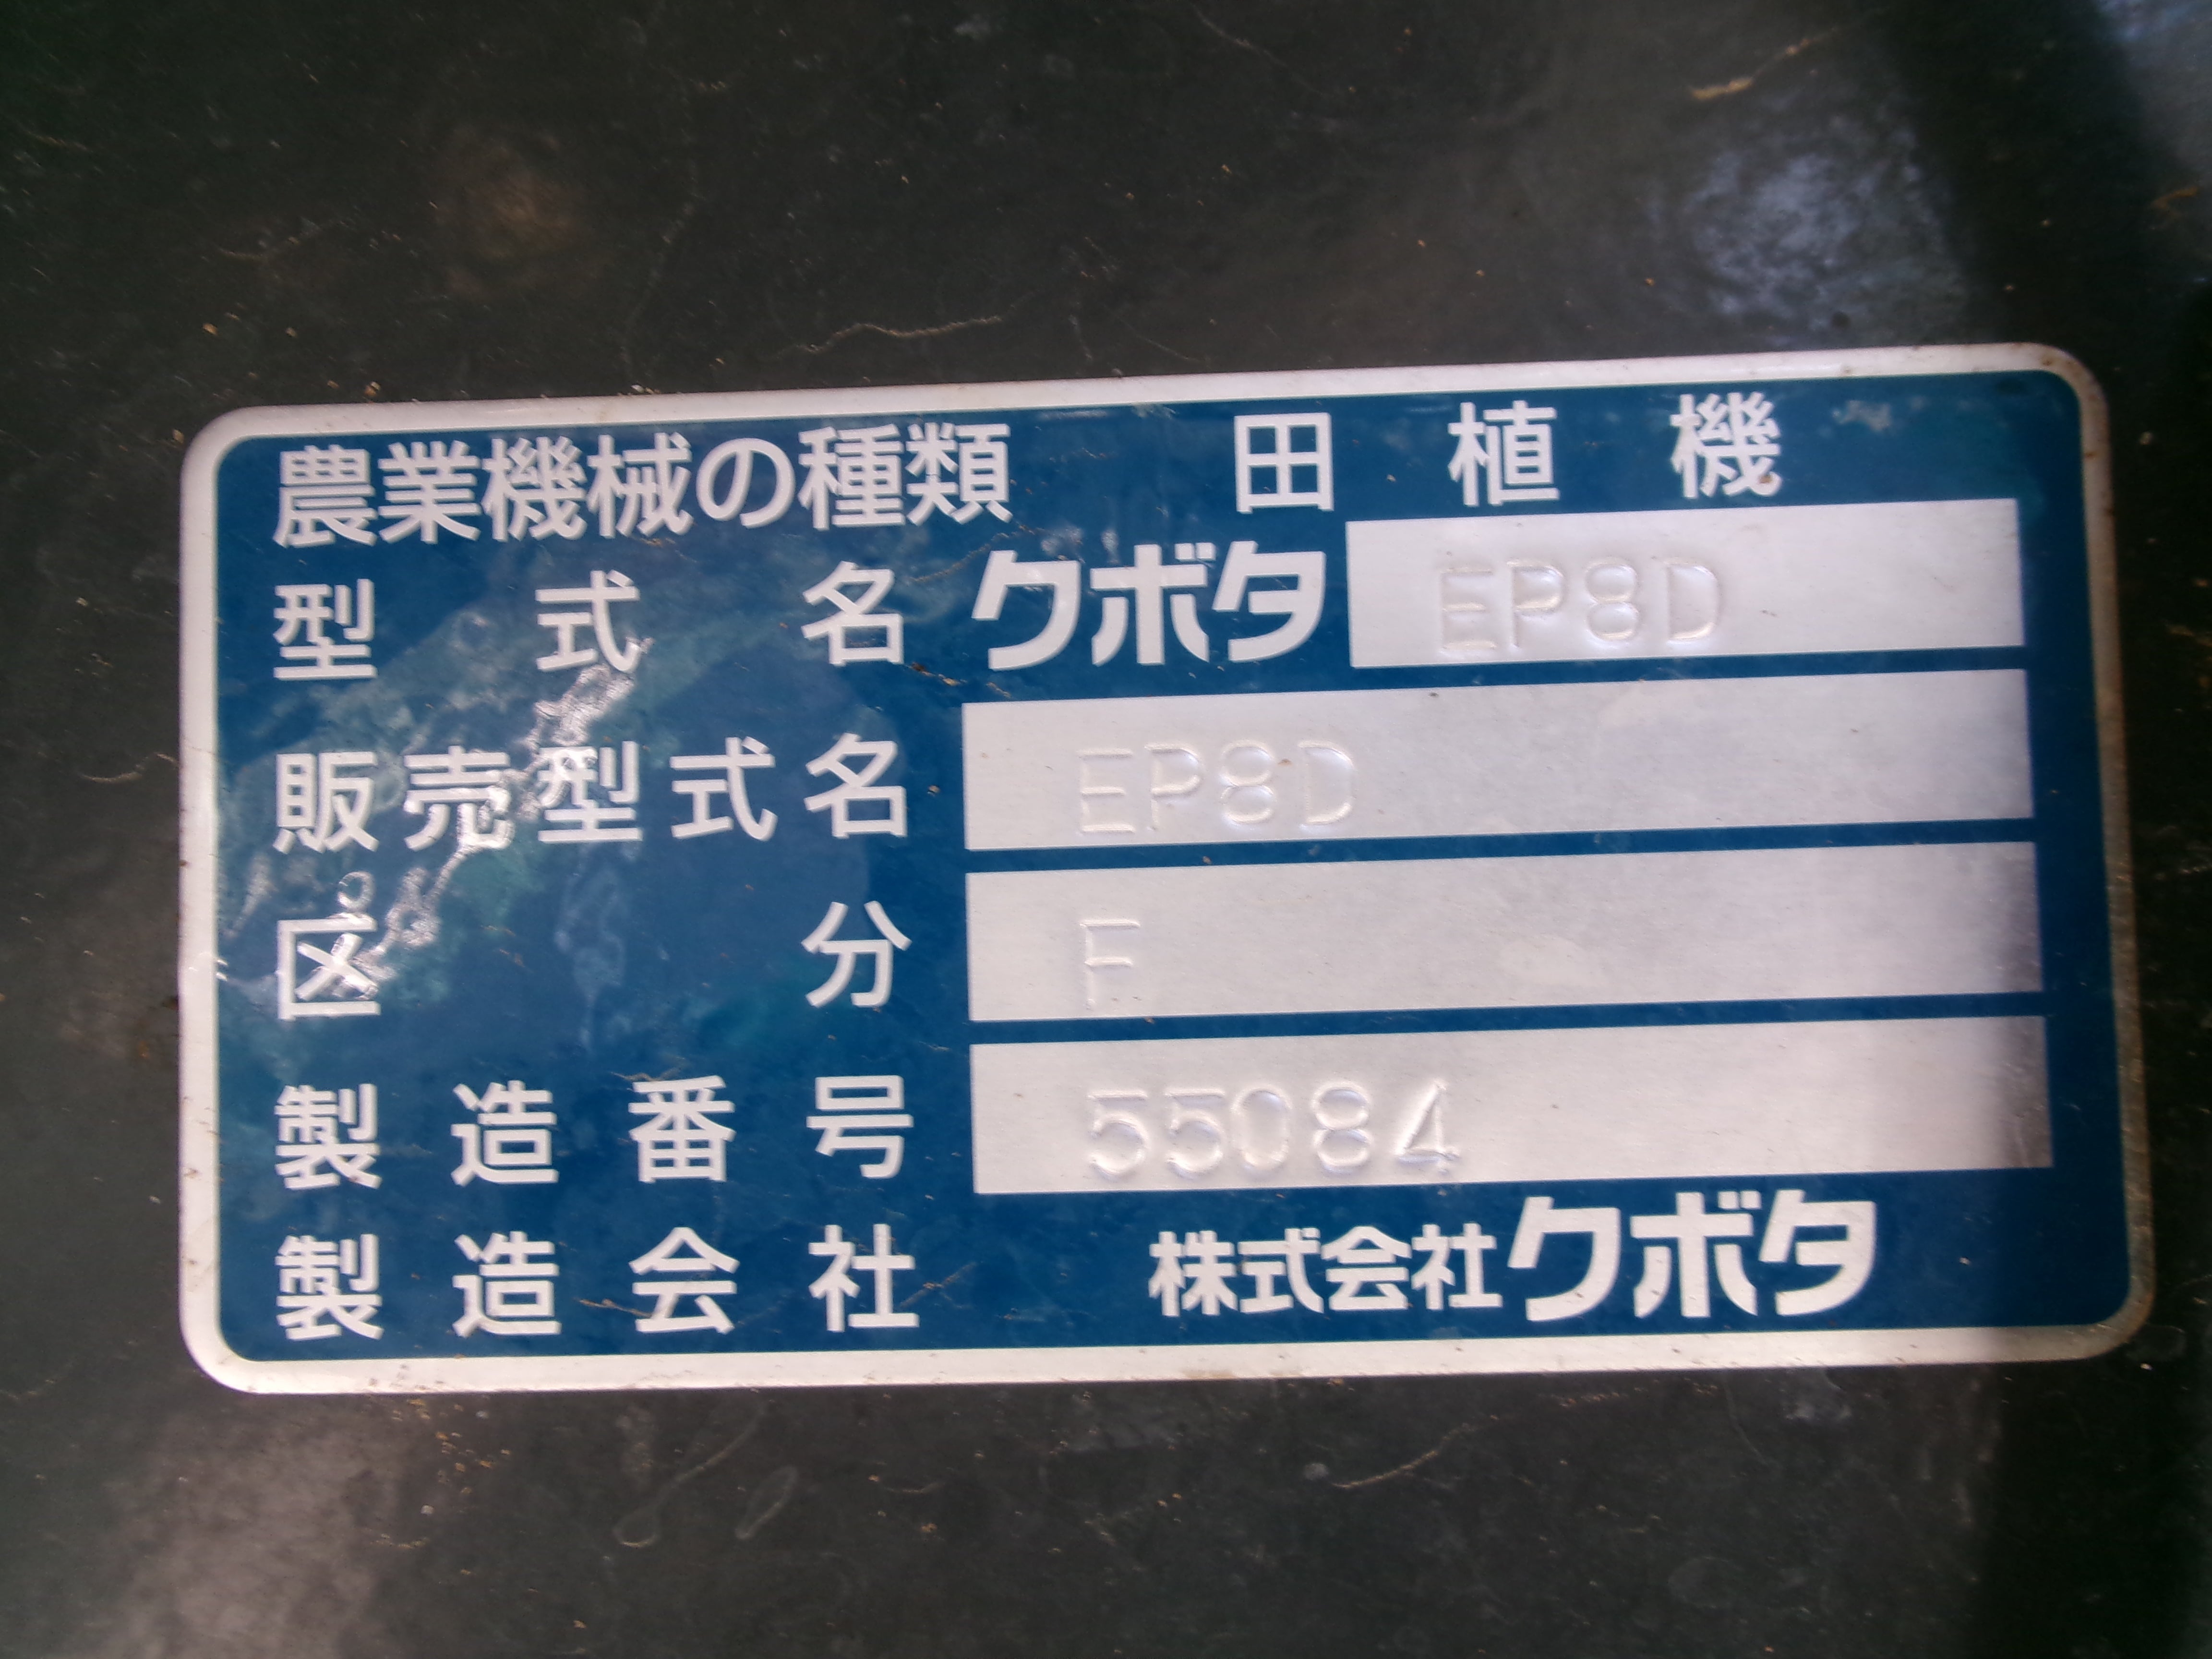 農業機械の種類 田植機
型式名 クボタ EP8D
販売型式名 EP8D
区分 F
製造番号 55084
製造会社 株式会社クボタ